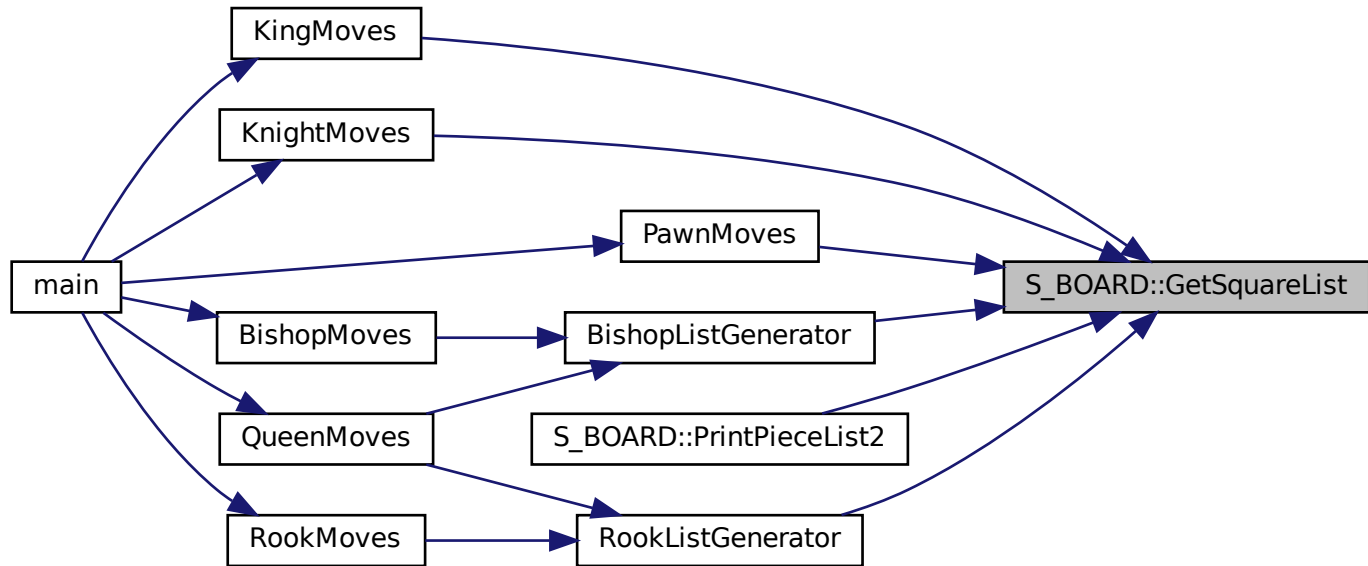 KingMoves
KnightMoves
PawnMoves
main
S_BOARD::GetSquareList
BishopMoves
BishopListGenerator
QueenMoves
S_BOARD::PrintPieceList2
RookMoves
RookListGenerator